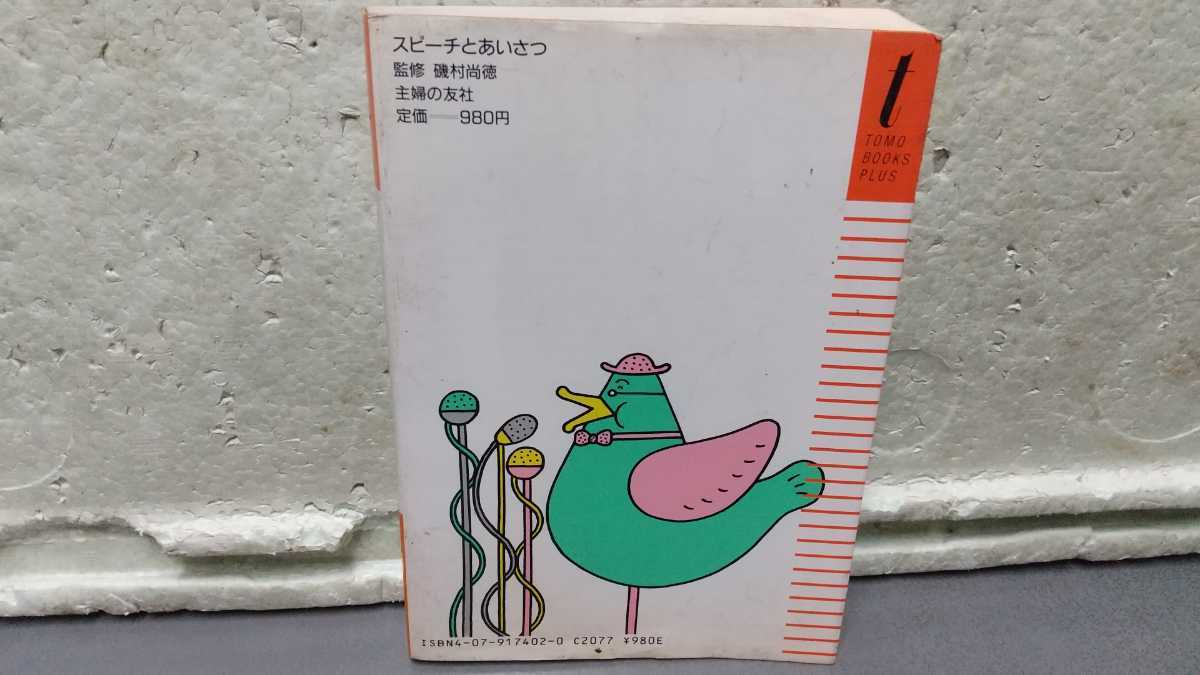 スピーチとあいさつ
監修 磯村尚徳
主婦の友社
定価――980円
t
TOMO
BOOKS
PLUS
ISBN4-07-917402-0 C2077 ¥980E